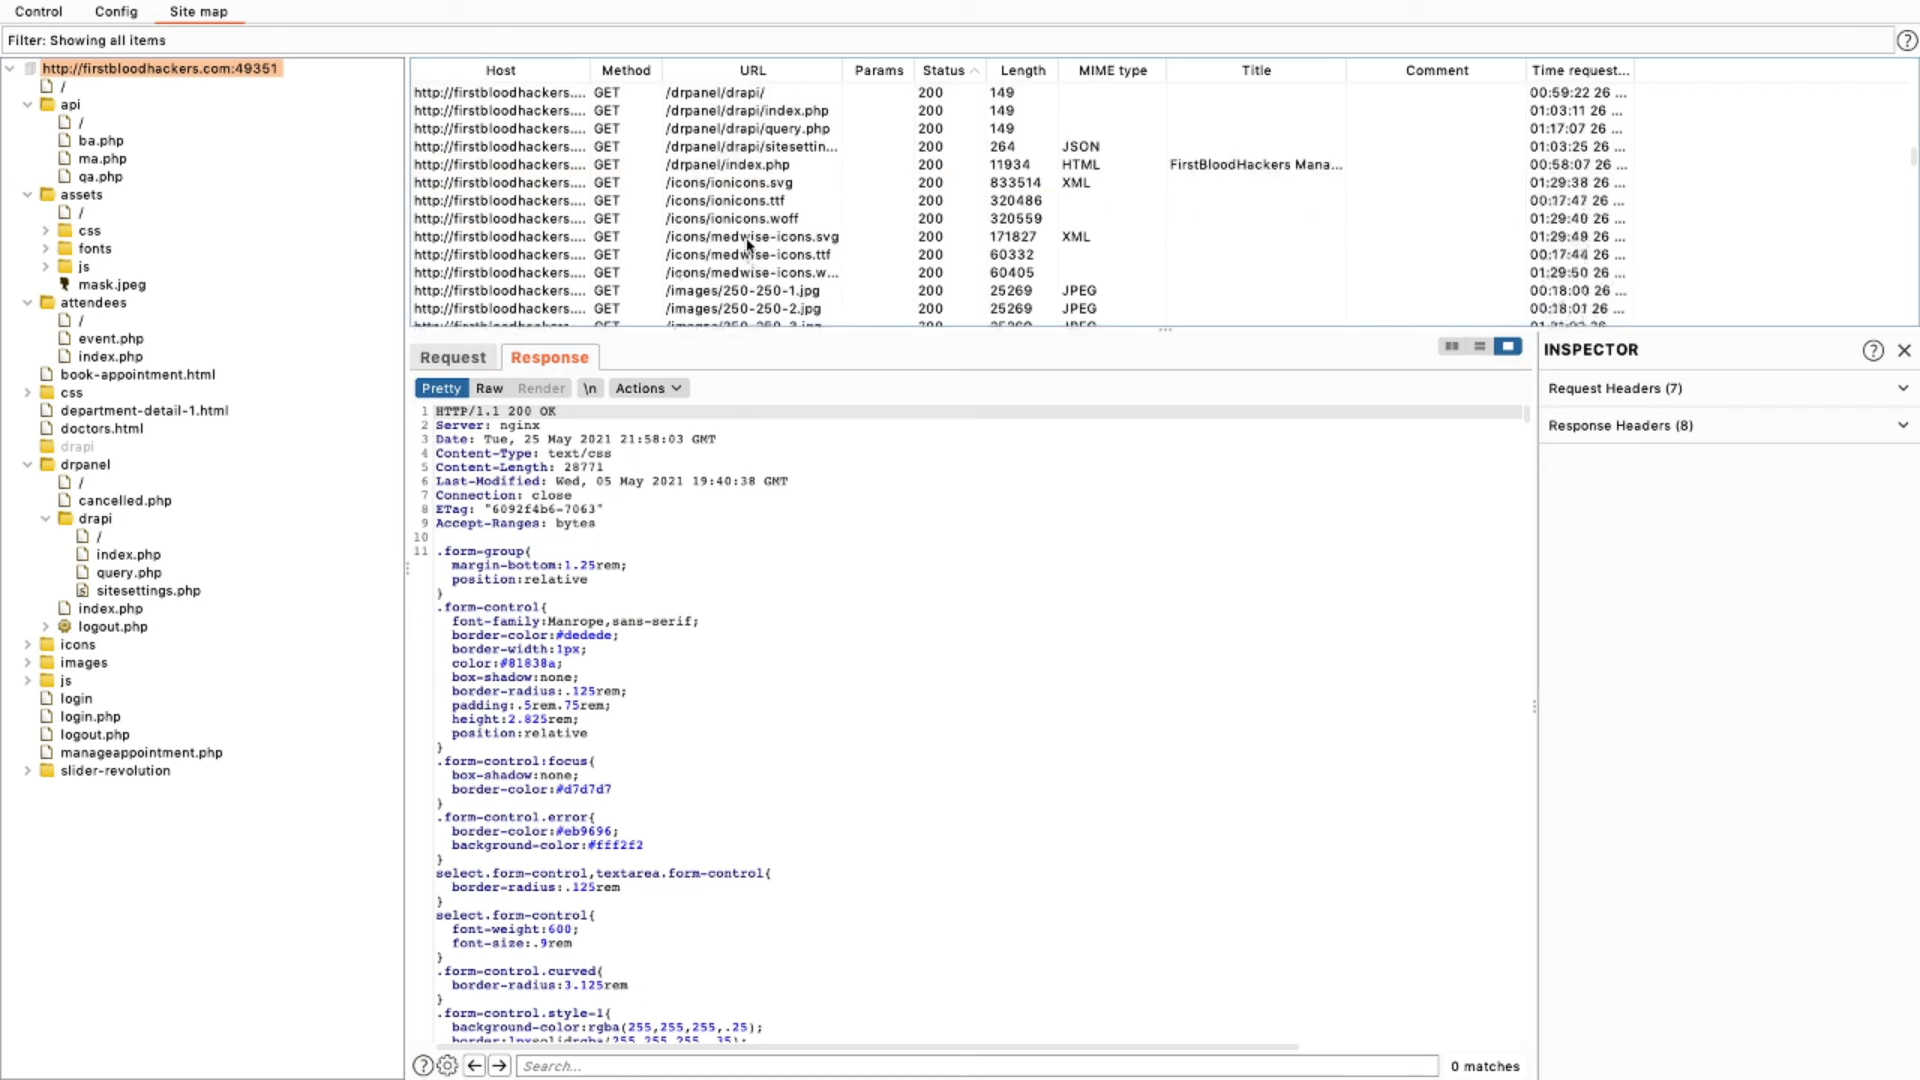 Control Config Site map
Filter: Showing all items
http://firstbloodhackers.com:49351
/
api
/
ba.php
ma.php
qa.php
assets
/
css
fonts
js
mask.jpeg
attendees
/
event.php
index.php
book-appointment.html
css
department-detail-1.html
doctors.html
drapi
drpanel
/
cancelled.php
drapi
/
index.php
query.php
sitesettings.php
index.php
logout.php
icons
images
js
login
login.php
logout.php
manageappointment.php
slider-revolution
Host Method URL Params Status Length MIME type Title Comment Time request...
http://firstbloodhackers.... GET /drpanel/drapi/ 200 149 00:59:22 26 ...
http://firstbloodhackers.... GET /drpanel/drapi/index.php 200 149 01:03:11 26 ...
http://firstbloodhackers.... GET /drpanel/drapi/query.php 200 149 01:17:07 26 ...
http://firstbloodhackers.... GET /drpanel/drapi/sitesettin... 200 264 JSON 01:03:25 26 ...
http://firstbloodhackers.... GET /drpanel/index.php 200 11934 HTML FirstBloodHackers Mana... 00:58:07 26 ...
http://firstbloodhackers.... GET /icons/ionicons.svg 200 833514 XML 01:29:38 26 ...
http://firstbloodhackers.... GET /icons/ionicons.ttf 200 320486 00:17:47 26 ...
http://firstbloodhackers.... GET /icons/ionicons.woff 200 320559 01:29:40 26 ...
http://firstbloodhackers.... GET /icons/medwise-icons.svg 200 171827 XML 01:29:49 26 ...
http://firstbloodhackers.... GET /icons/medwise-icons.ttf 200 60332 00:17:44 26 ...
http://firstbloodhackers.... GET /icons/medwise-icons.w... 200 60405 01:29:50 26 ...
http://firstbloodhackers.... GET /images/250-250-1.jpg 200 25269 JPEG 00:18:00 26 ...
http://firstbloodhackers.... GET /images/250-250-2.jpg 200 25269 JPEG 00:18:01 26 ...
Request Response
Pretty Raw Render \n Actions
1 HTTP/1.1 200 OK
2 Server: nginx
3 Date: Tue, 25 May 2021 21:58:03 GMT
4 Content-Type: text/css
5 Content-Length: 28771
6 Last-Modified: Wed, 05 May 2021 19:40:38 GMT
7 Connection: close
8 ETag: "6092f4b6-7063"
9 Accept-Ranges: bytes
10
11 .form-group{
margin-bottom:1.25rem;
position:relative
}
.form-control{
font-family:Manrope,sans-serif;
border-color:#dedede;
border-width:1px;
color:#81838a;
box-shadow:none;
border-radius:.125rem;
padding:.5rem.75rem;
height:2.825rem;
position:relative
}
.form-control:focus{
box-shadow:none;
border-color:#d7d7d7
}
.form-control.error{
border-color:#eb9696;
background-color:#fff2f2
}
select.form-control,textarea.form-control{
border-radius:.125rem
}
select.form-control{
font-weight:600;
font-size:.9rem
}
.form-control.curved{
border-radius:3.125rem
}
.form-control.style-1{
background-color:rgba(255,255,255,.25);
Search...
0 matches
INSPECTOR
Request Headers (7)
Response Headers (8)